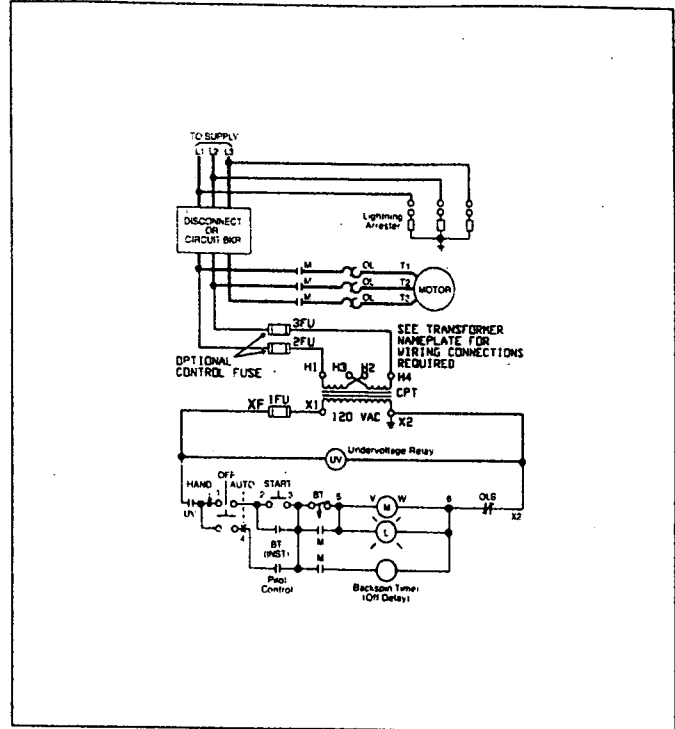 TO SUPPLY
L1 L2 L3
DISCONNECT
OR
CIRCUIT BKR
Lightning
Arrester
M OL T1
M OL T2
M OL T3
MOTOR
3FU
2FU
OPTIONAL
CONTROL FUSE
SEE TRANSFORMER
NAMEPLATE FOR
WIRING CONNECTIONS
REQUIRED
H1 H3 H2 H4
CPT
XF 1FU X1 120 VAC X2
Undervoltage Relay
UV
HAND OFF AUTO START BT
1 2 3 5 V M W 6 OLS
UV X2
4 BT
(INST)
M L
Pilot
Control
M
Backspin Timer
(Off Delay)